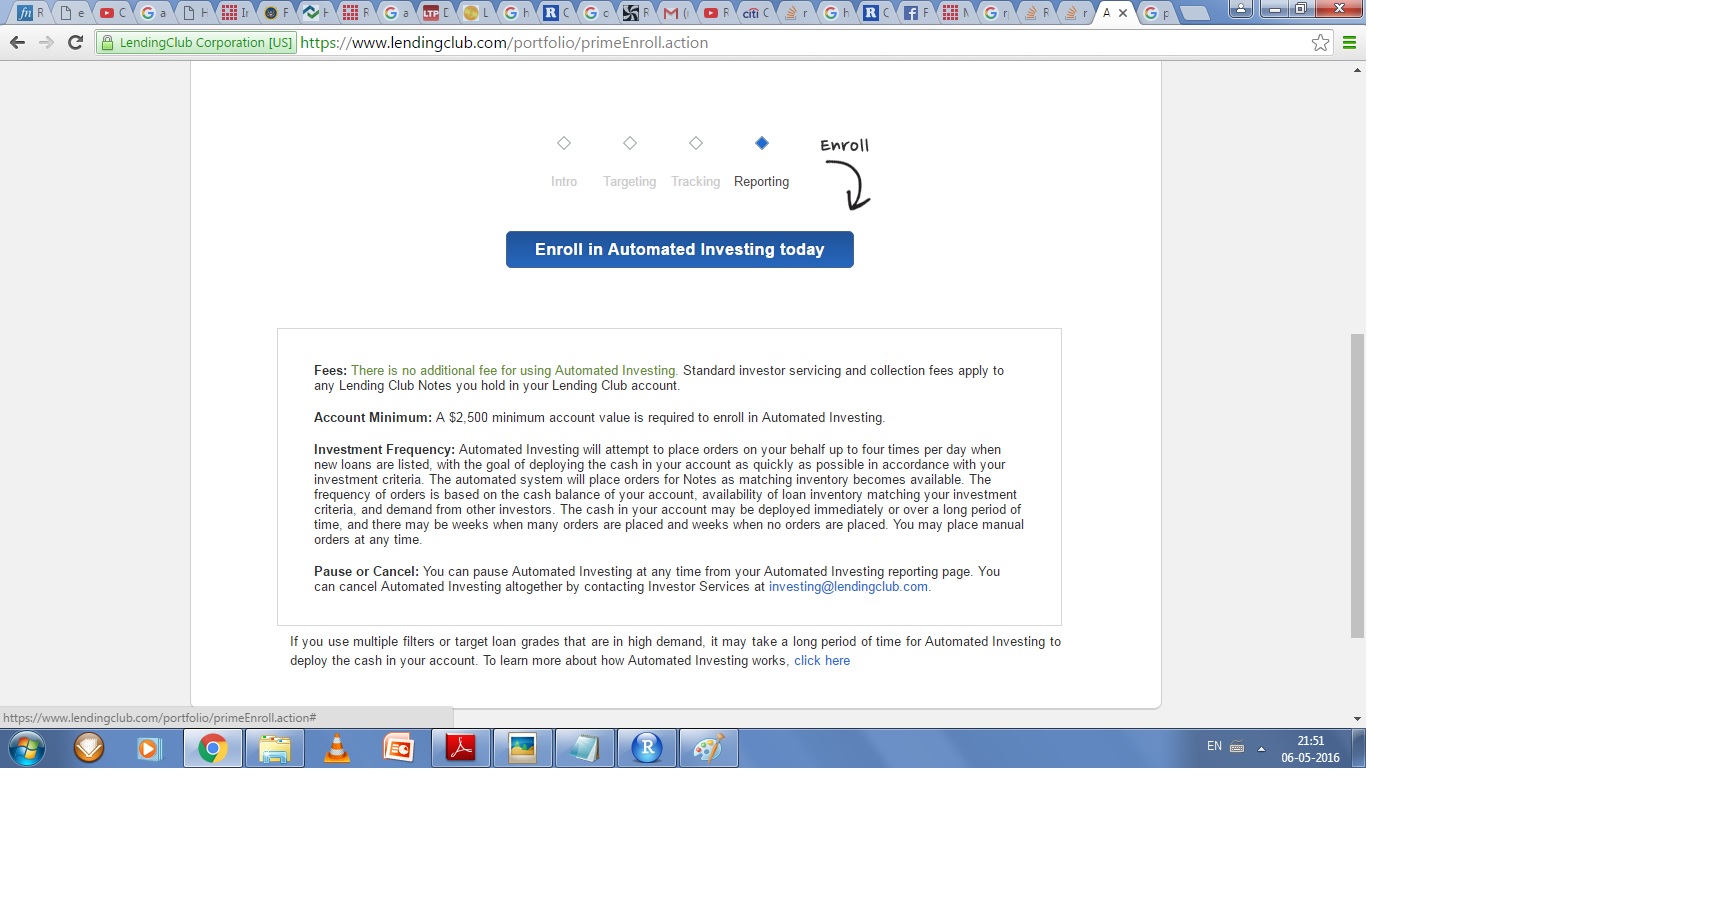 R e C a H Ir F H R a LTP D L h R C c R M ( R citi C r h R C f F M r R r A p
LendingClub Corporation [US] https://www.lendingclub.com/portfolio/primeEnroll.action
Enroll
Intro Targeting Tracking Reporting
Enroll in Automated Investing today
Fees: There is no additional fee for using Automated Investing. Standard investor servicing and collection fees apply to
any Lending Club Notes you hold in your Lending Club account.
Account Minimum: A $2,500 minimum account value is required to enroll in Automated Investing.
Investment Frequency: Automated Investing will attempt to place orders on your behalf up to four times per day when
new loans are listed, with the goal of deploying the cash in your account as quickly as possible in accordance with your
investment criteria. The automated system will place orders for Notes as matching inventory becomes available. The
frequency of orders is based on the cash balance of your account, availability of loan inventory matching your investment
criteria, and demand from other investors. The cash in your account may be deployed immediately or over a long period of
time, and there may be weeks when many orders are placed and weeks when no orders are placed. You may place manual
orders at any time.
Pause or Cancel: You can pause Automated Investing at any time from your Automated Investing reporting page. You
can cancel Automated Investing altogether by contacting Investor Services at investing@lendingclub.com.
If you use multiple filters or target loan grades that are in high demand, it may take a long period of time for Automated Investing to
deploy the cash in your account. To learn more about how Automated Investing works, click here
https://www.lendingclub.com/portfolio/primeEnroll.action#
EN
21:51
06-05-2016